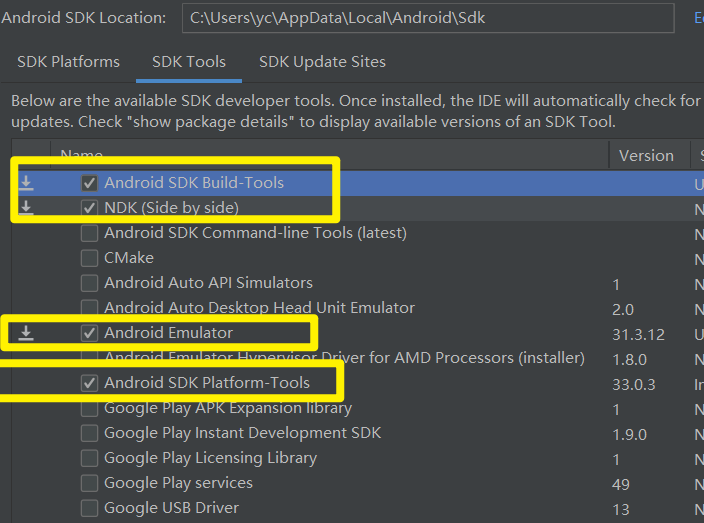 Android SDK Location: C:\Users\yc\AppData\Local\Android\Sdk
SDK Platforms SDK Tools SDK Update Sites
Below are the available SDK developer tools. Once installed, the IDE will automatically check for
updates. Check "show package details" to display available versions of an SDK Tool.
Name Version
Android SDK Build-Tools U
NDK (Side by side) N
Android SDK Command-line Tools (latest) N
CMake N
Android Auto API Simulators 1 N
Android Auto Desktop Head Unit Emulator 2.0 N
Android Emulator 31.3.12 U
Android Emulator Hypervisor Driver for AMD Processors (installer) 1.8.0 N
Android SDK Platform-Tools 33.0.3 In
Google Play APK Expansion library 1 N
Google Play Instant Development SDK 1.9.0 N
Google Play Licensing Library 1 N
Google Play services 49 N
Google USB Driver 13 N